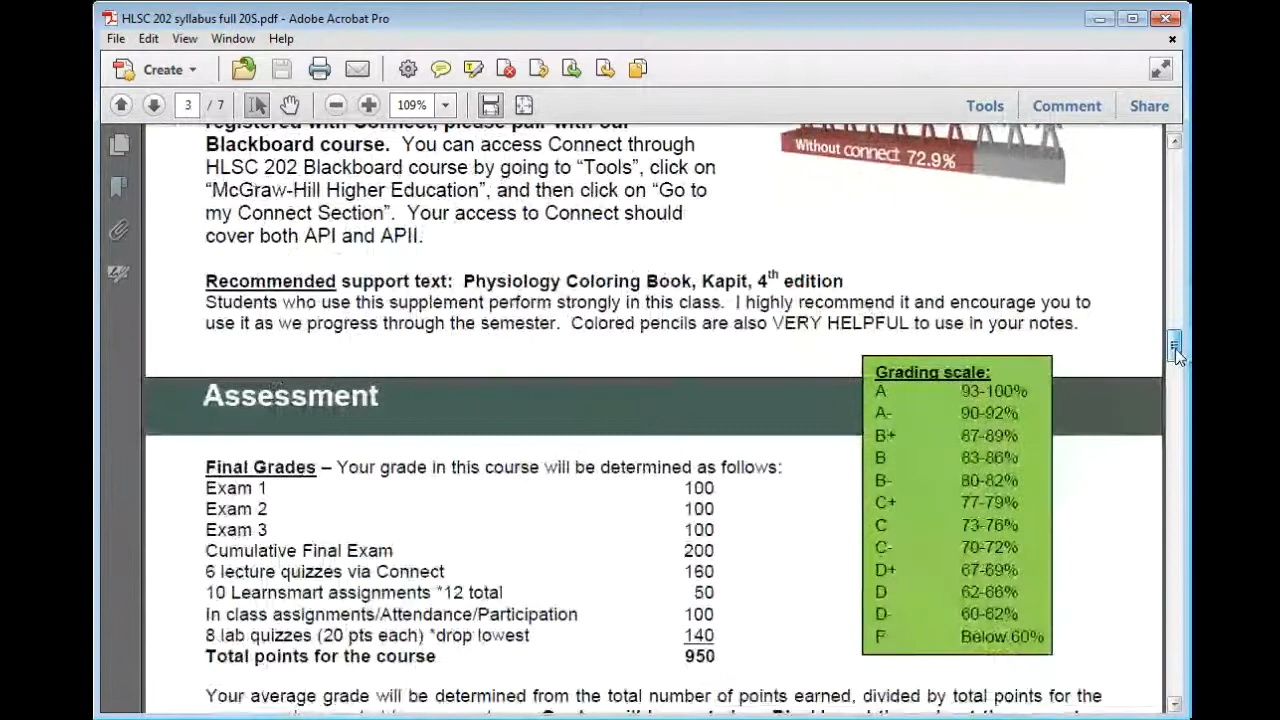 HLSC 202 syllabus full 20S.pdf - Adobe Acrobat Pro
File Edit View Window Help
Create
3 / 7 109% Tools Comment Share
registered with Connect, please pair with our
Blackboard course. You can access Connect through
HLSC 202 Blackboard course by going to “Tools”, click on
“McGraw-Hill Higher Education”, and then click on “Go to
my Connect Section”. Your access to Connect should
cover both API and APII.
Without connect 72.9%
Recommended support text: Physiology Coloring Book, Kapit, 4th edition
Students who use this supplement perform strongly in this class. I highly recommend it and encourage you to
use it as we progress through the semester. Colored pencils are also VERY HELPFUL to use in your notes.
Assessment
Final Grades – Your grade in this course will be determined as follows:
Exam 1 100
Exam 2 100
Exam 3 100
Cumulative Final Exam 200
6 lecture quizzes via Connect 160
10 Learnsmart assignments *12 total 50
In class assignments/Attendance/Participation 100
8 lab quizzes (20 pts each) *drop lowest 140
Total points for the course 950
Grading scale:
A 93-100%
A- 90-92%
B+ 87-89%
B 83-86%
B- 80-82%
C+ 77-79%
C 73-76%
C- 70-72%
D+ 67-69%
D 62-66%
D- 60-62%
F Below 60%
Your average grade will be determined from the total number of points earned, divided by total points for the